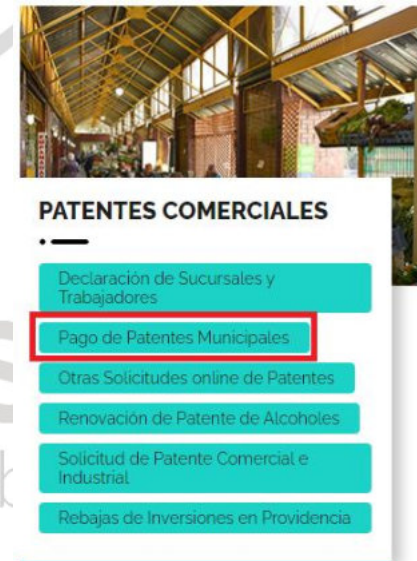 PATENTES COMERCIALES
Declaración de Sucursales y
Trabajadores
Pago de Patentes Municipales
Otras Solicitudes online de Patentes
Renovación de Patente de Alcoholes
Solicitud de Patente Comercial e
Industrial
Rebajas de Inversiones en Providencia